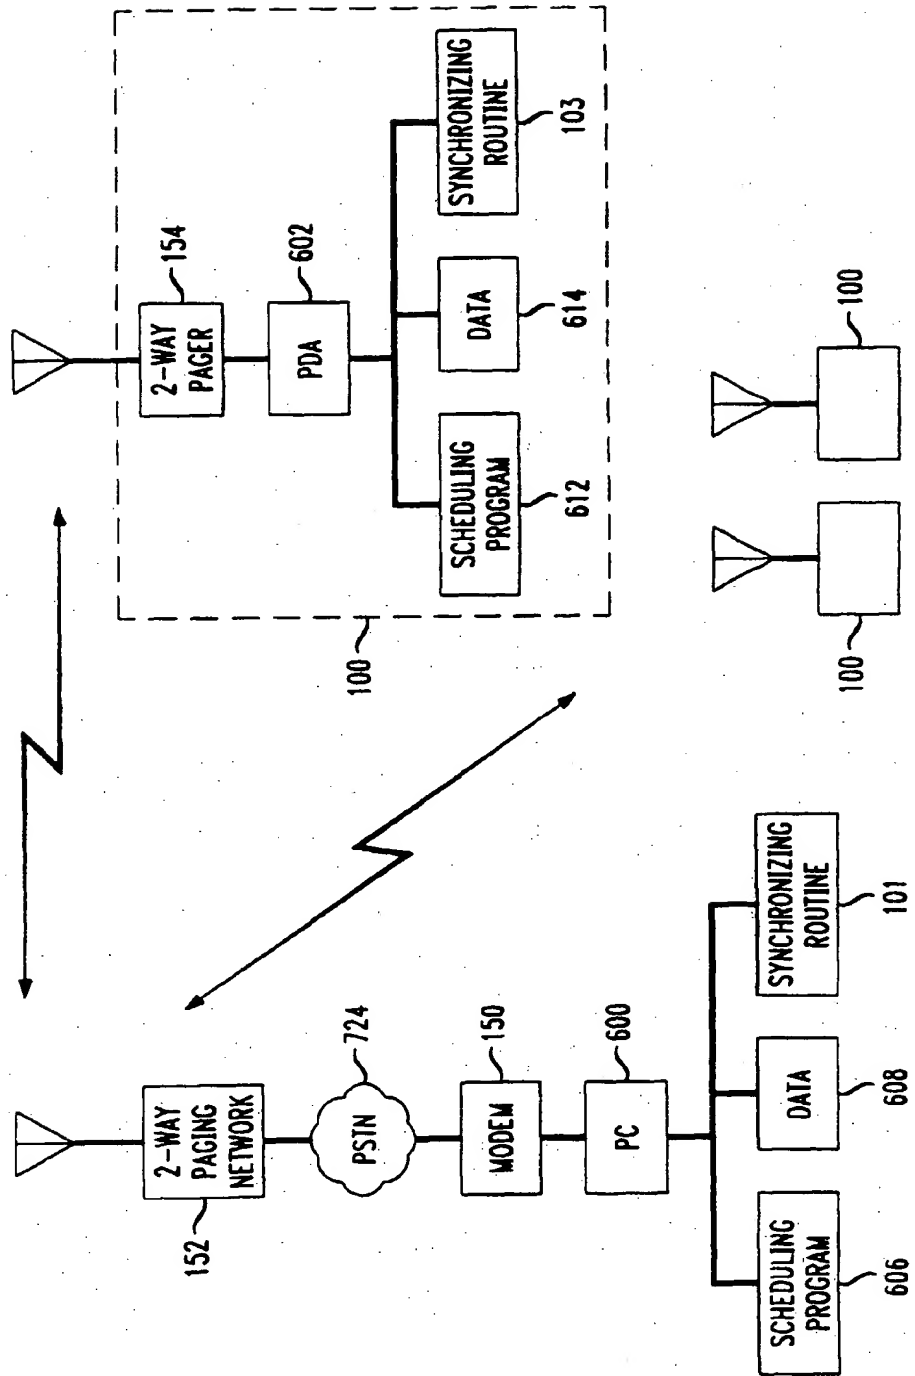 2-WAY
PAGING
NETWORK
152
PSTN
724
MODEM
150
PC
600
SCHEDULING
PROGRAM
606
DATA
608
SYNCHRONIZING
ROUTINE
101
100
2-WAY
PAGER
154
PDA
602
SCHEDULING
PROGRAM
612
DATA
614
SYNCHRONIZING
ROUTINE
103
100
100